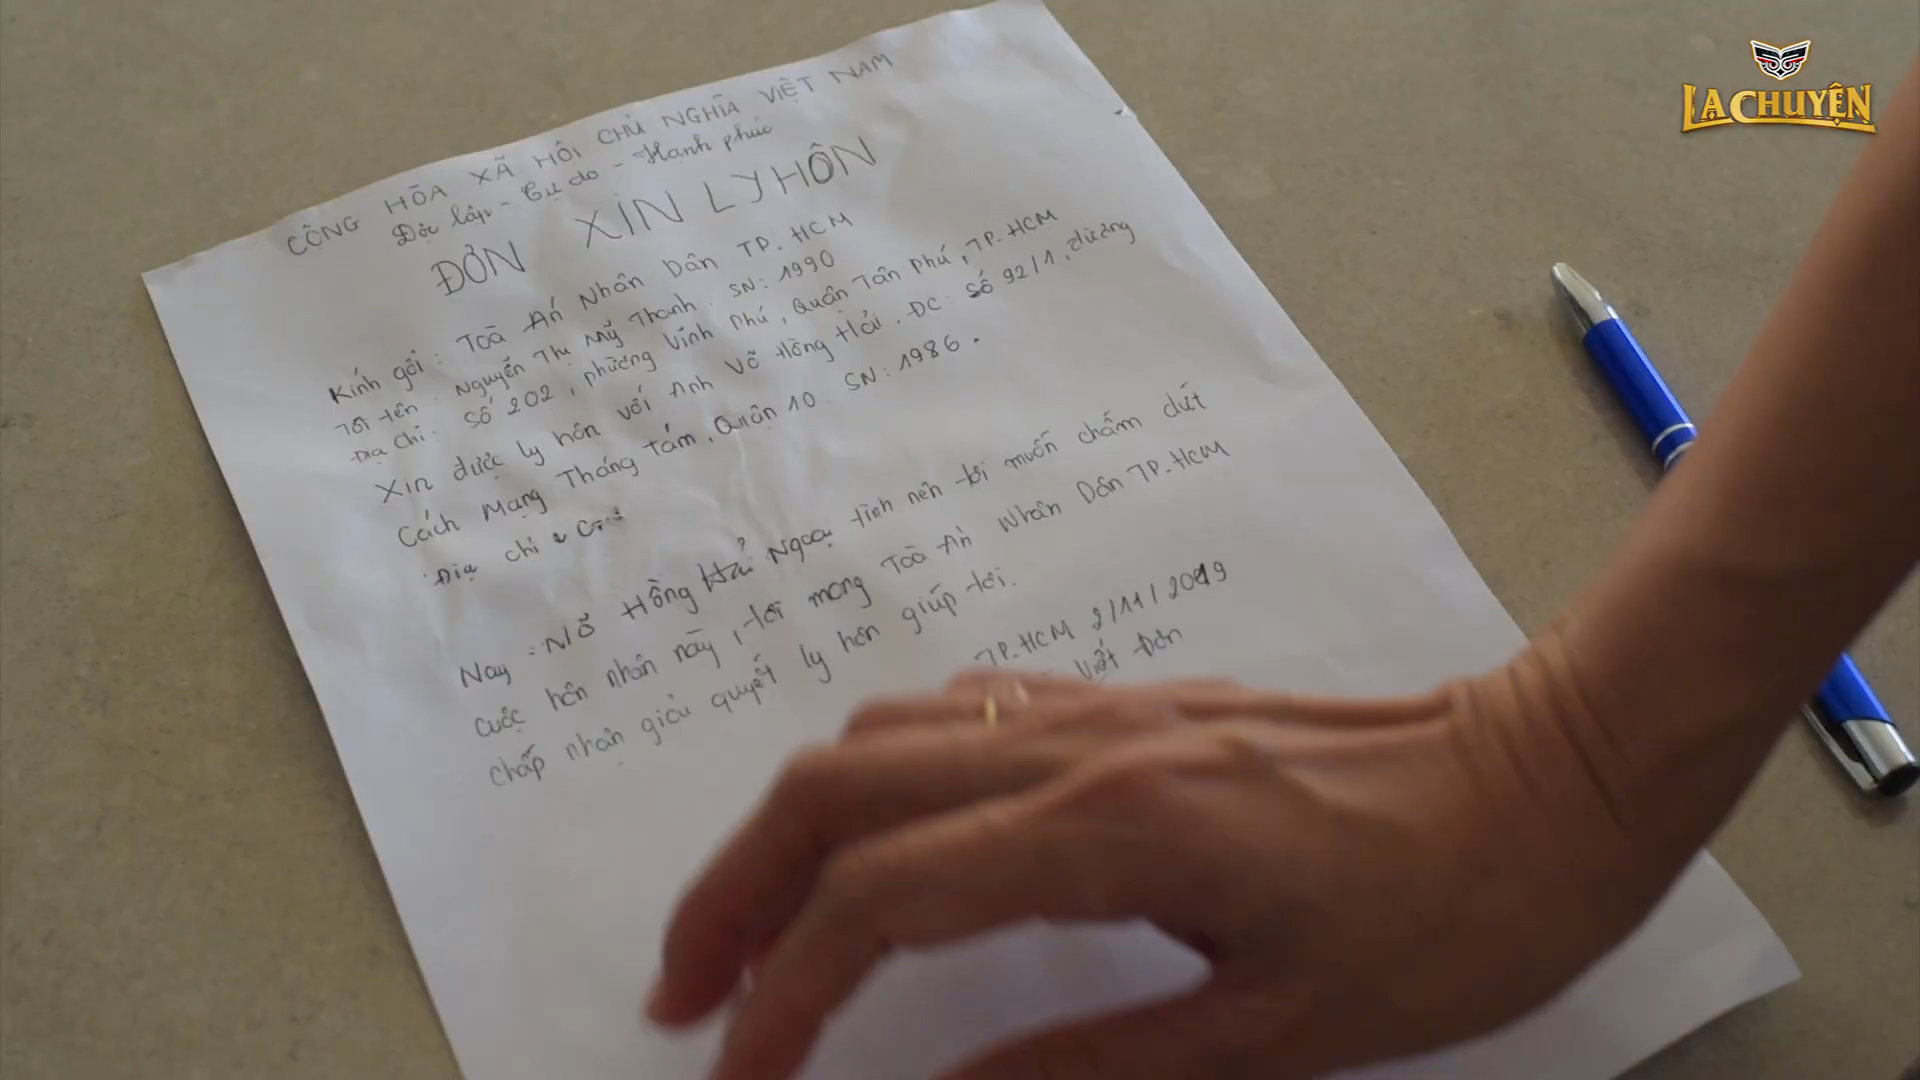 LẠ CHUYỆN
CÔNG HÒA XÃ HỘI CHỦ NGHĨA VIỆT NAM
Độc lập - Tự do - Hạnh phúc
ĐƠN XIN LY HÔN
Kính gởi : Toà Án Nhân Dân TP. HCM
Tôi tên : Nguyễn Thị Mỹ Thanh . SN: 1990
Địa chỉ : Số 202 , phường Vĩnh Phú , Quận Tân Phú , TP. HCM
Xin được ly hôn với Anh Võ Hồng Hải . ĐC : Số 92/1 , đường
Cách Mạng Tháng Tám , Quận 10 . SN : 1986 .
Địa chỉ
Nay : Võ Hồng Hải Ngoại tình nên tôi muốn chấm dứt
cuộc hôn nhân này , tôi mong Toà Án Nhân Dân TP. HCM
chấp nhận giải quyết ly hôn giúp tôi .
TP. HCM 2/11/2019
Viết Đơn